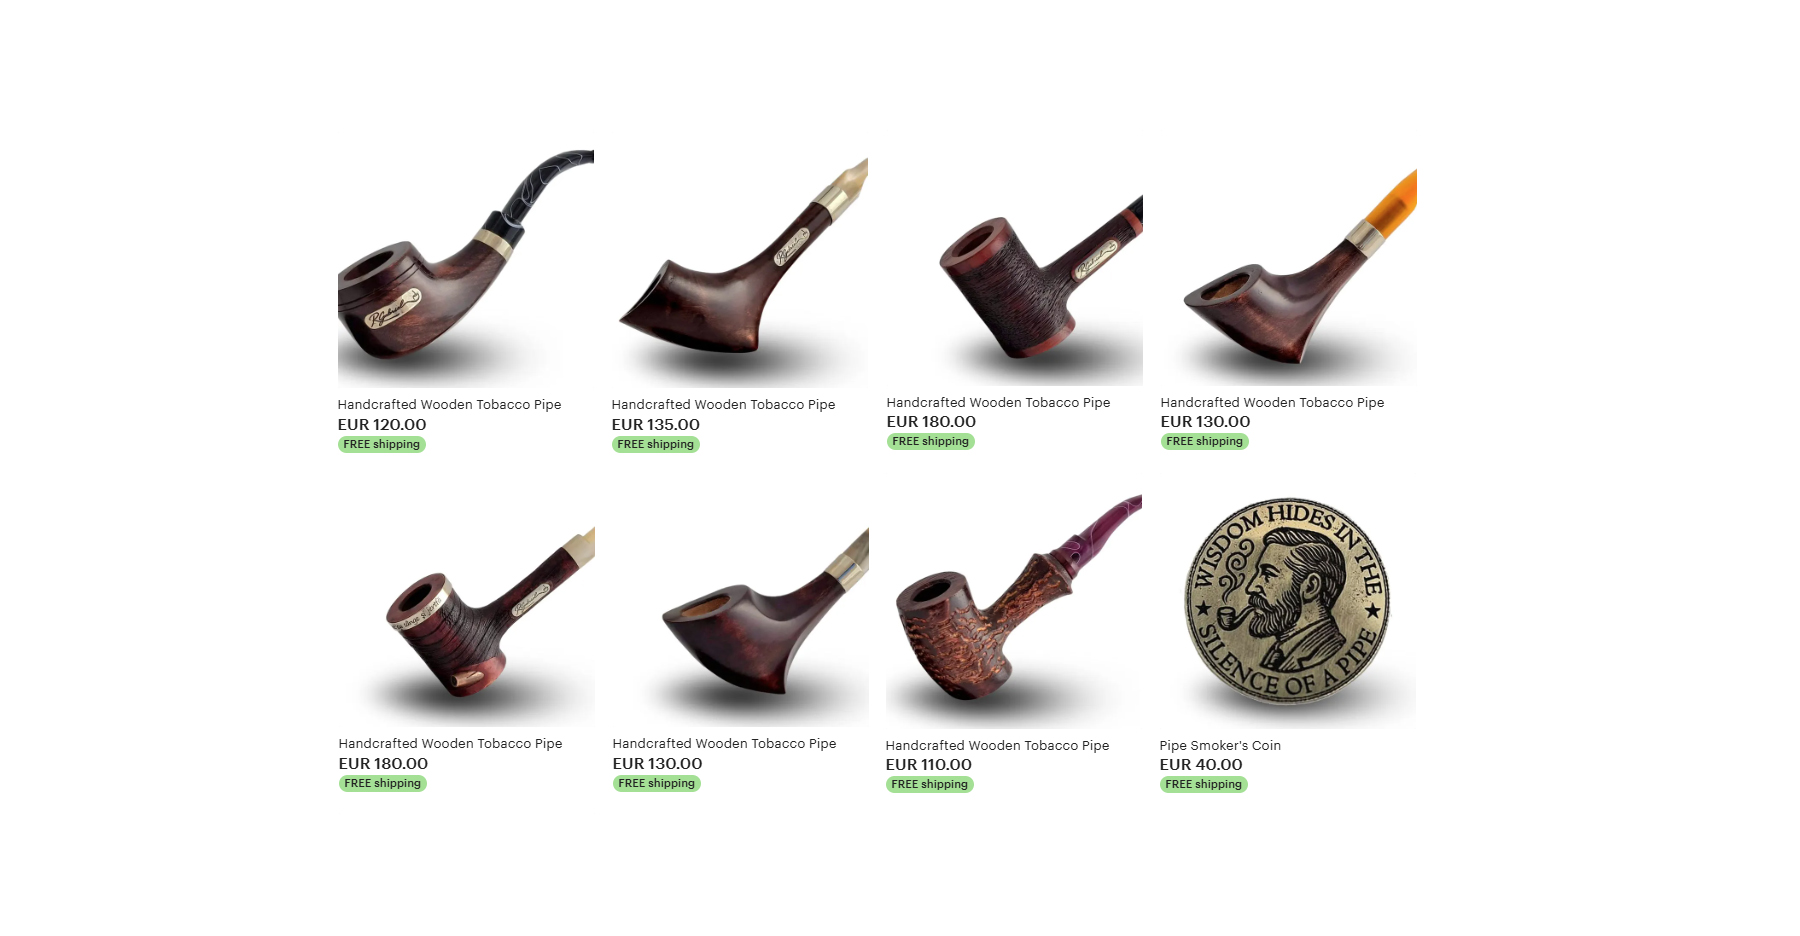 R.Gabriel
R.Gabriel
R.Gabriel
Handcrafted Wooden Tobacco Pipe
EUR 120.00
FREE shipping
Handcrafted Wooden Tobacco Pipe
EUR 135.00
FREE shipping
Handcrafted Wooden Tobacco Pipe
EUR 180.00
FREE shipping
Handcrafted Wooden Tobacco Pipe
EUR 130.00
FREE shipping
R.Gabriel
WISDOM HIDES IN THE
SILENCE OF A PIPE
Handcrafted Wooden Tobacco Pipe
EUR 180.00
FREE shipping
Handcrafted Wooden Tobacco Pipe
EUR 130.00
FREE shipping
Handcrafted Wooden Tobacco Pipe
EUR 110.00
FREE shipping
Pipe Smoker's Coin
EUR 40.00
FREE shipping